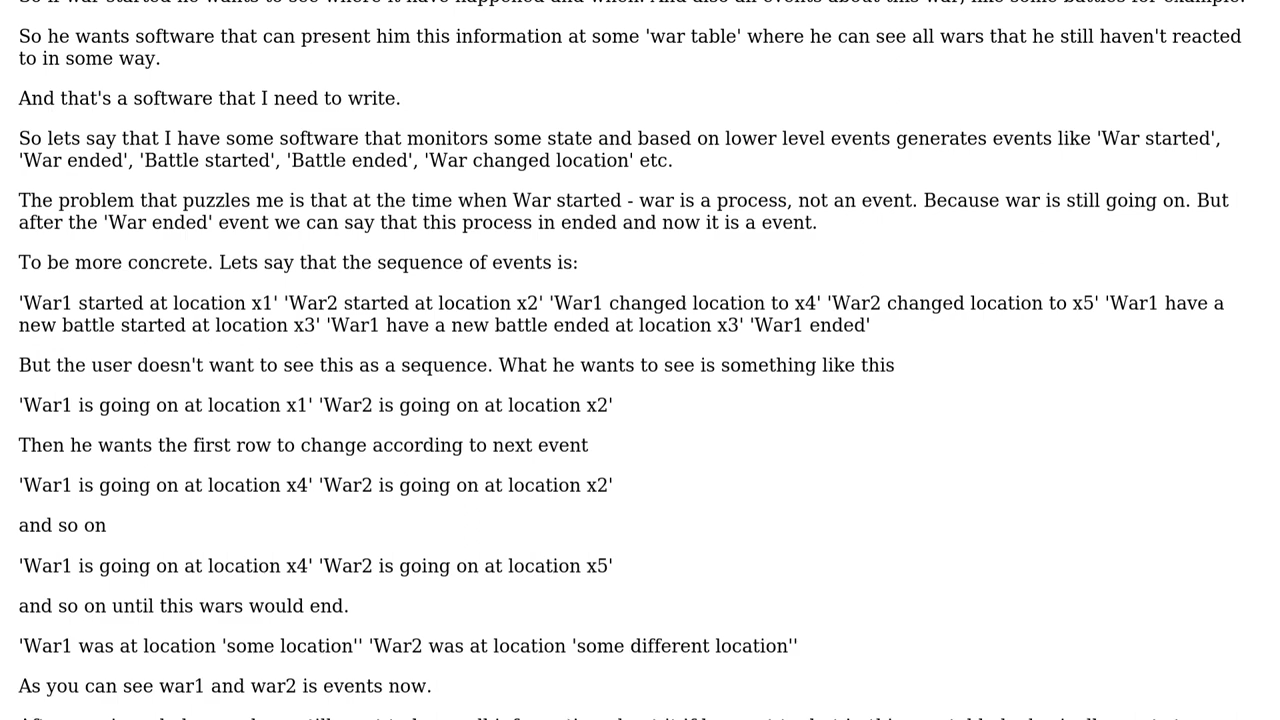 So he wants software that can present him this information at some 'war table' where he can see all wars that he still haven't reacted
to in some way.
And that's a software that I need to write.
So lets say that I have some software that monitors some state and based on lower level events generates events like 'War started',
'War ended', 'Battle started', 'Battle ended', 'War changed location' etc.
The problem that puzzles me is that at the time when War started - war is a process, not an event. Because war is still going on. But
after the 'War ended' event we can say that this process in ended and now it is a event.
To be more concrete. Lets say that the sequence of events is:
'War1 started at location x1' 'War2 started at location x2' 'War1 changed location to x4' 'War2 changed location to x5' 'War1 have a
new battle started at location x3' 'War1 have a new battle ended at location x3' 'War1 ended'
But the user doesn't want to see this as a sequence. What he wants to see is something like this
'War1 is going on at location x1' 'War2 is going on at location x2'
Then he wants the first row to change according to next event
'War1 is going on at location x4' 'War2 is going on at location x2'
and so on
'War1 is going on at location x4' 'War2 is going on at location x5'
and so on until this wars would end.
'War1 was at location 'some location'' 'War2 was at location 'some different location''
As you can see war1 and war2 is events now.